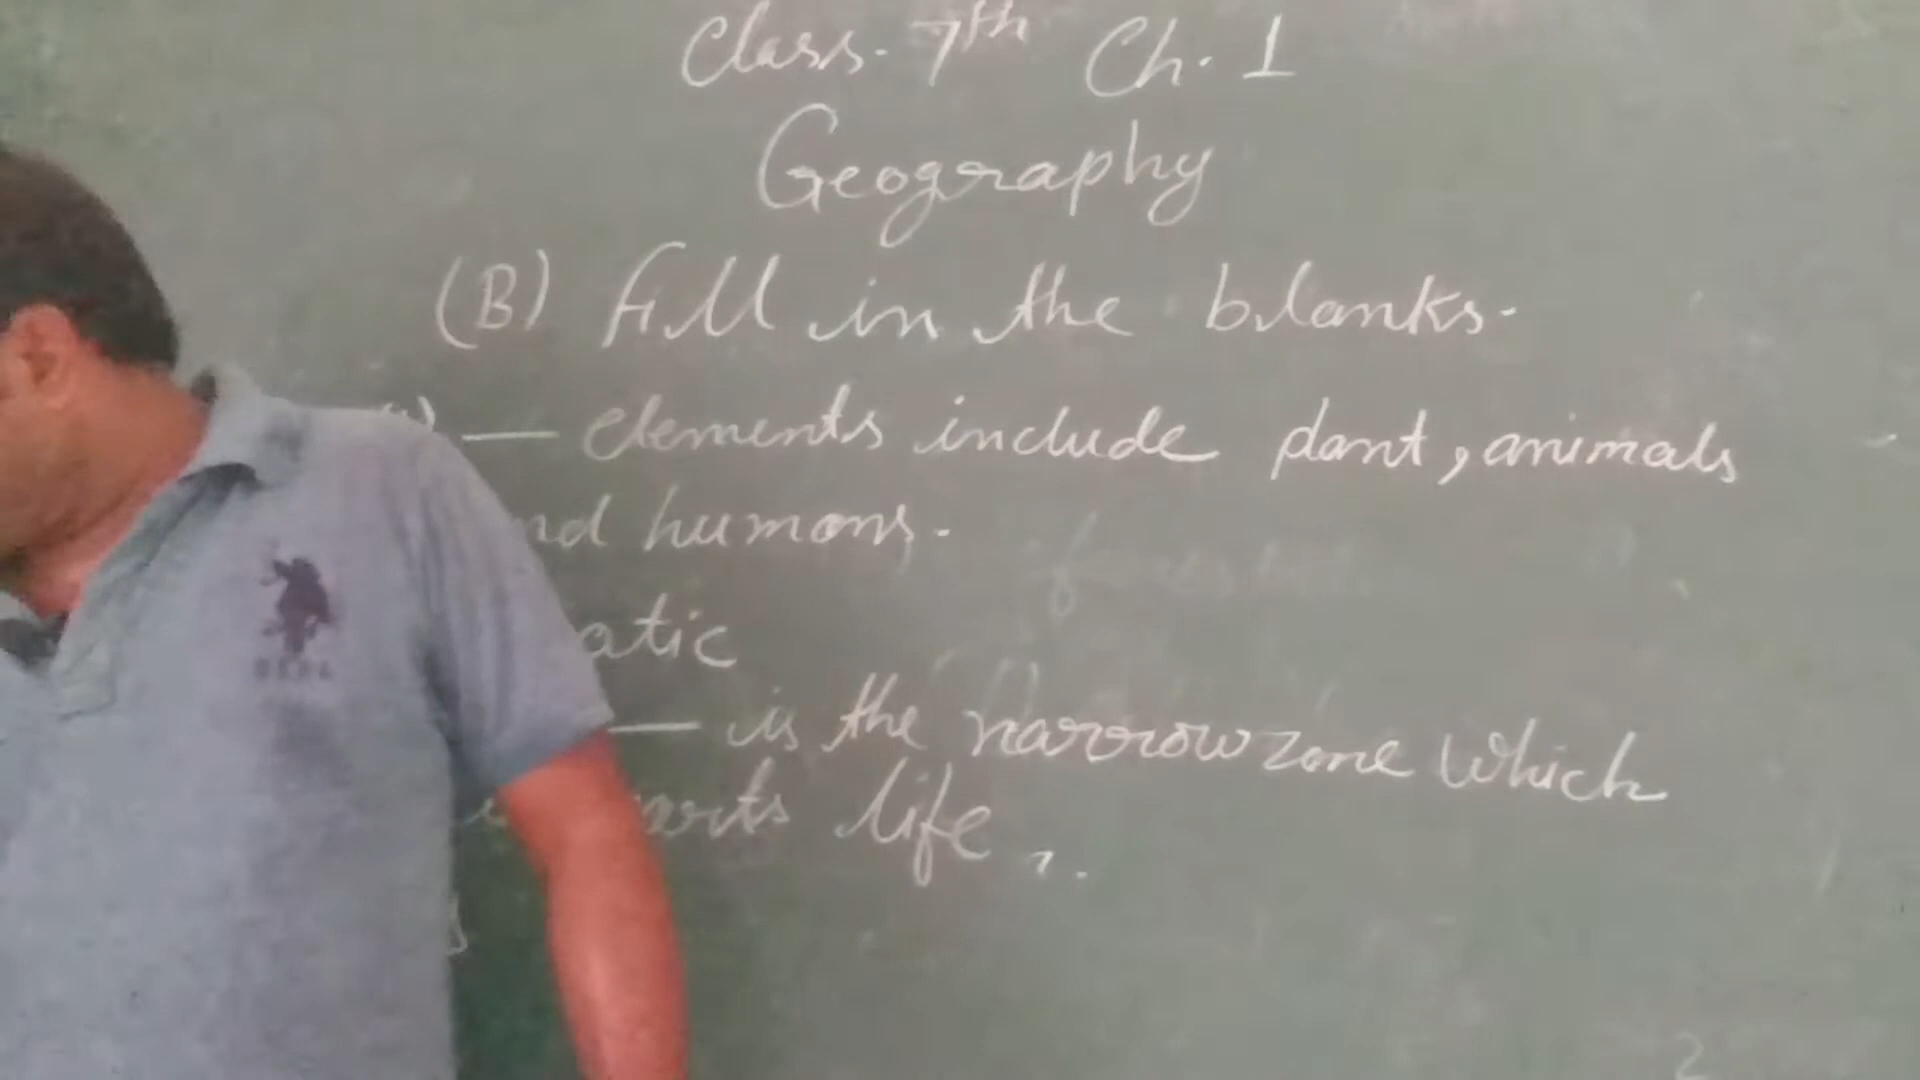 Class. 7th Ch. 1
Geography
(B) Fill in the blanks.
— elements include plant, animals
nd humans.
atic
— is the narrow zone which
orts life